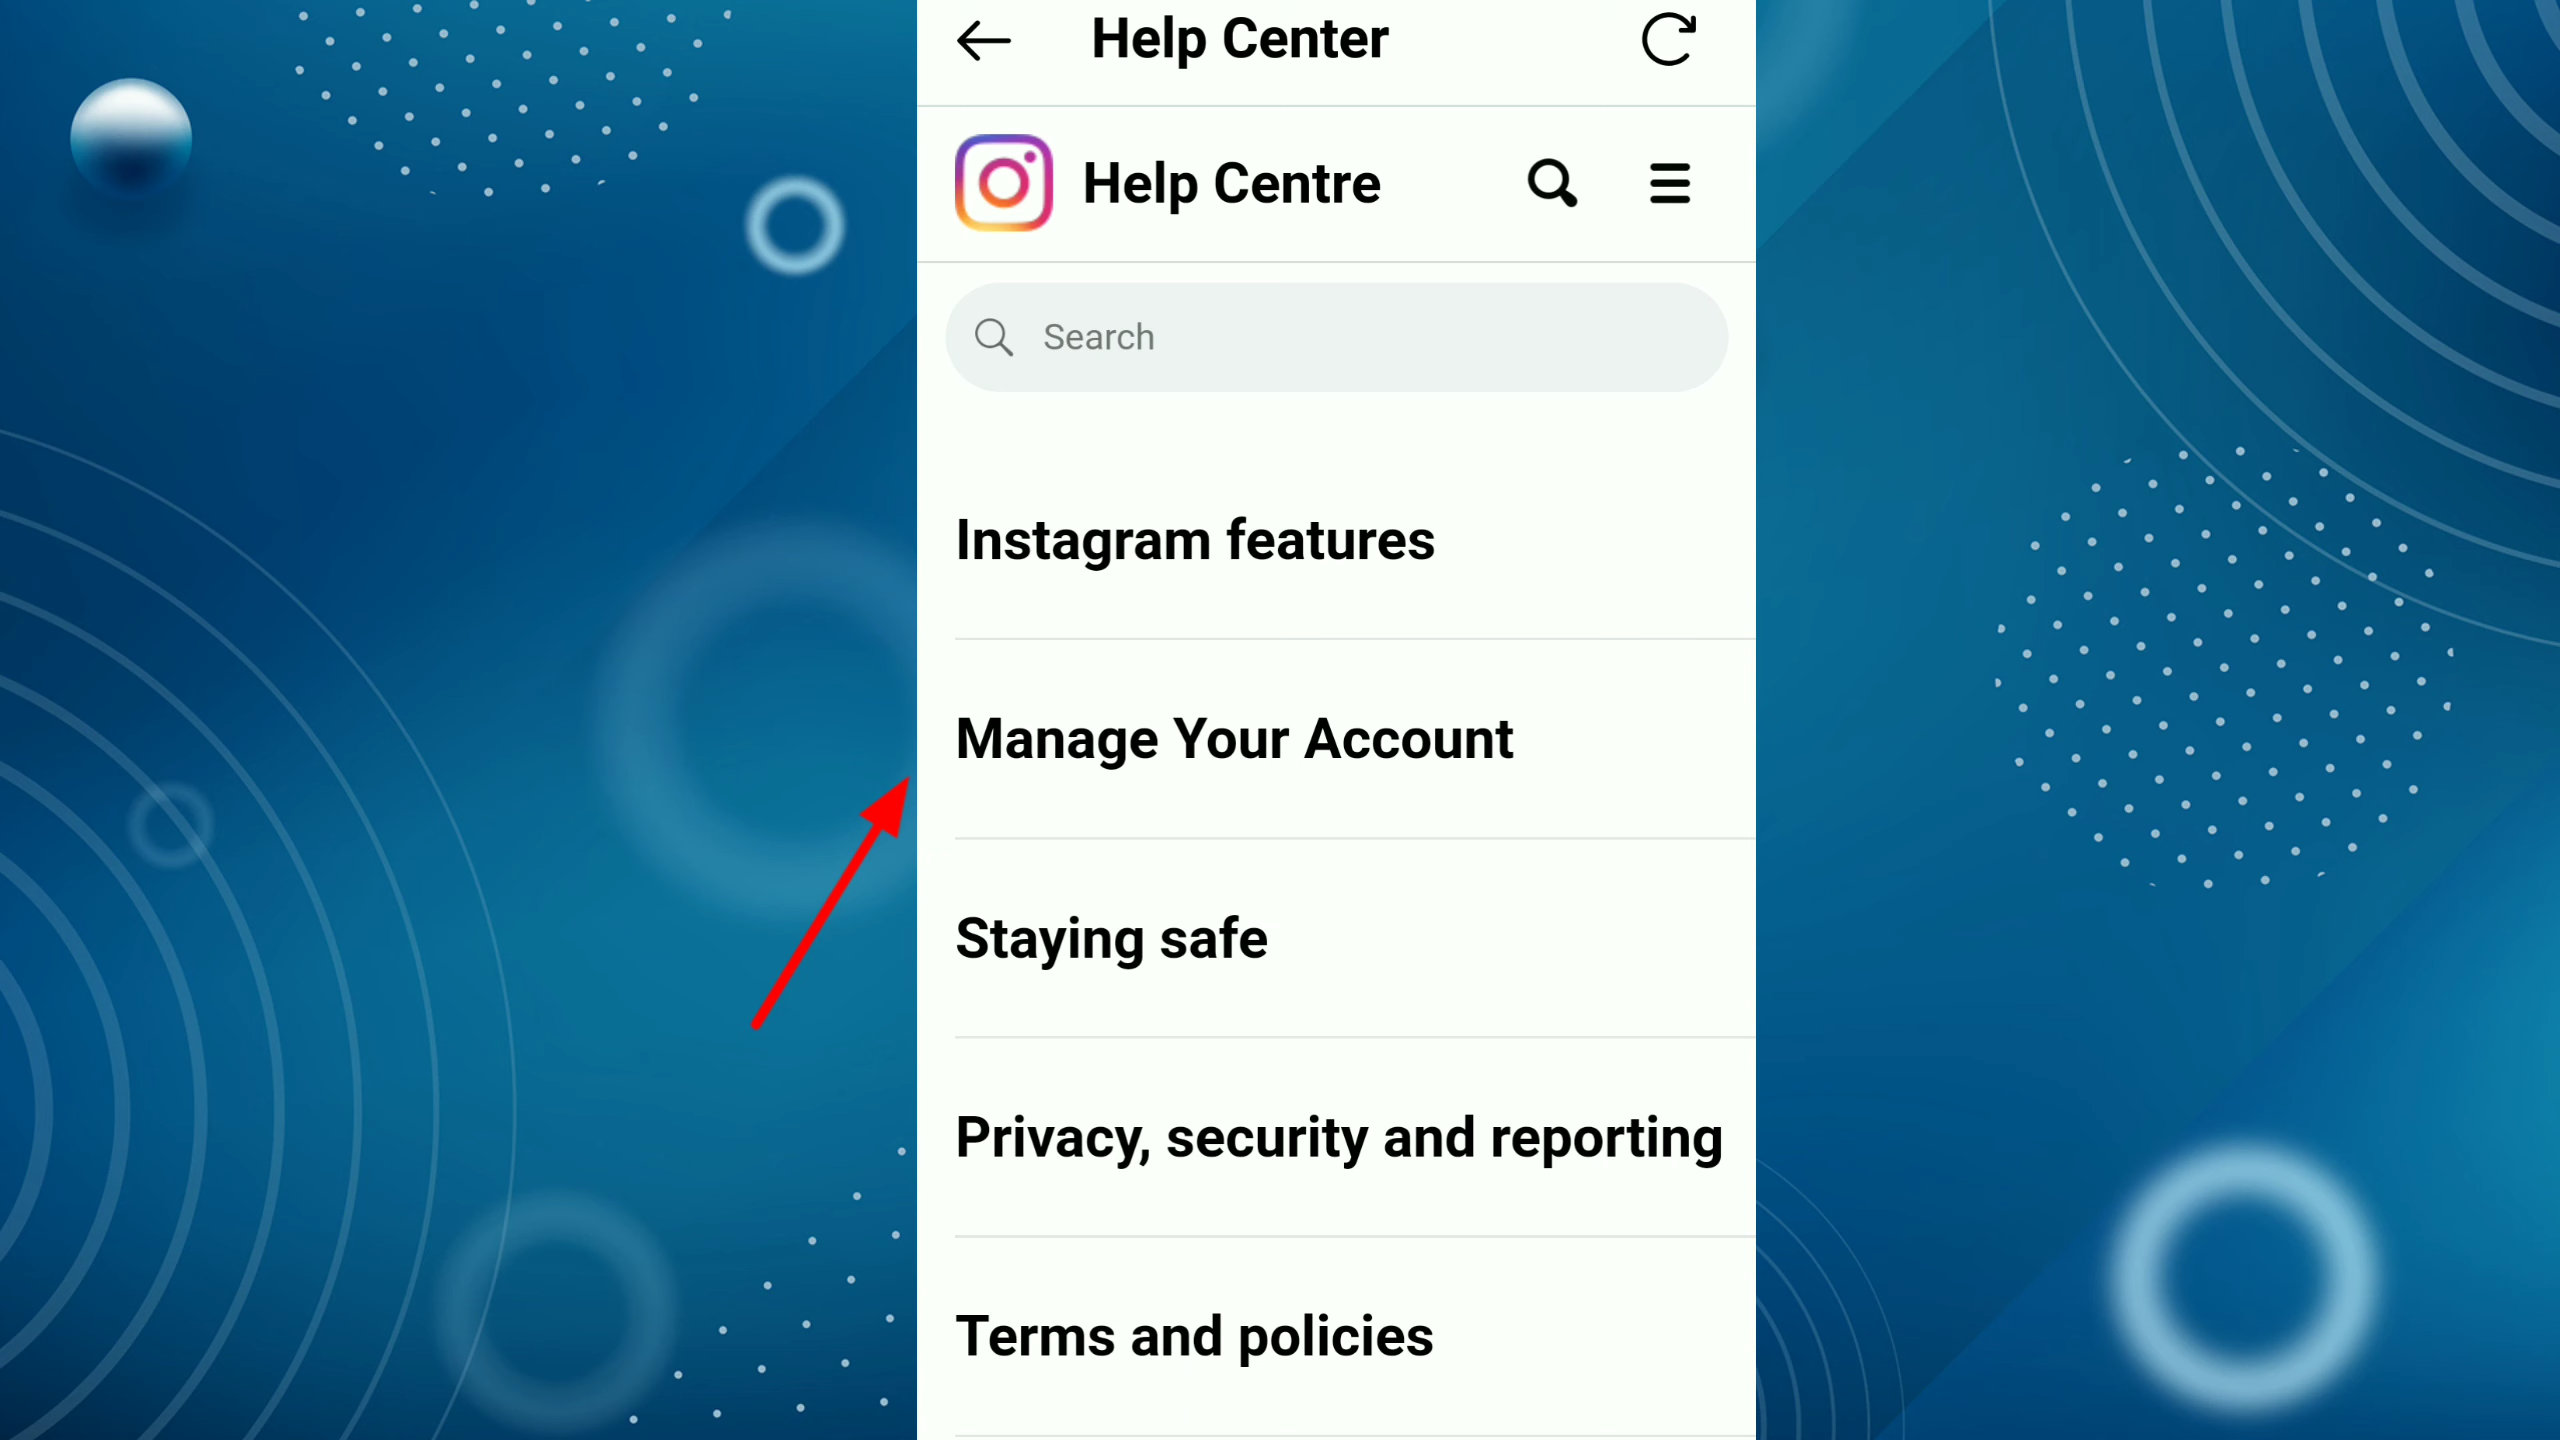 Help Center
Help Centre
Search
Instagram features
Manage Your Account
Staying safe
Privacy, security and reporting
Terms and policies